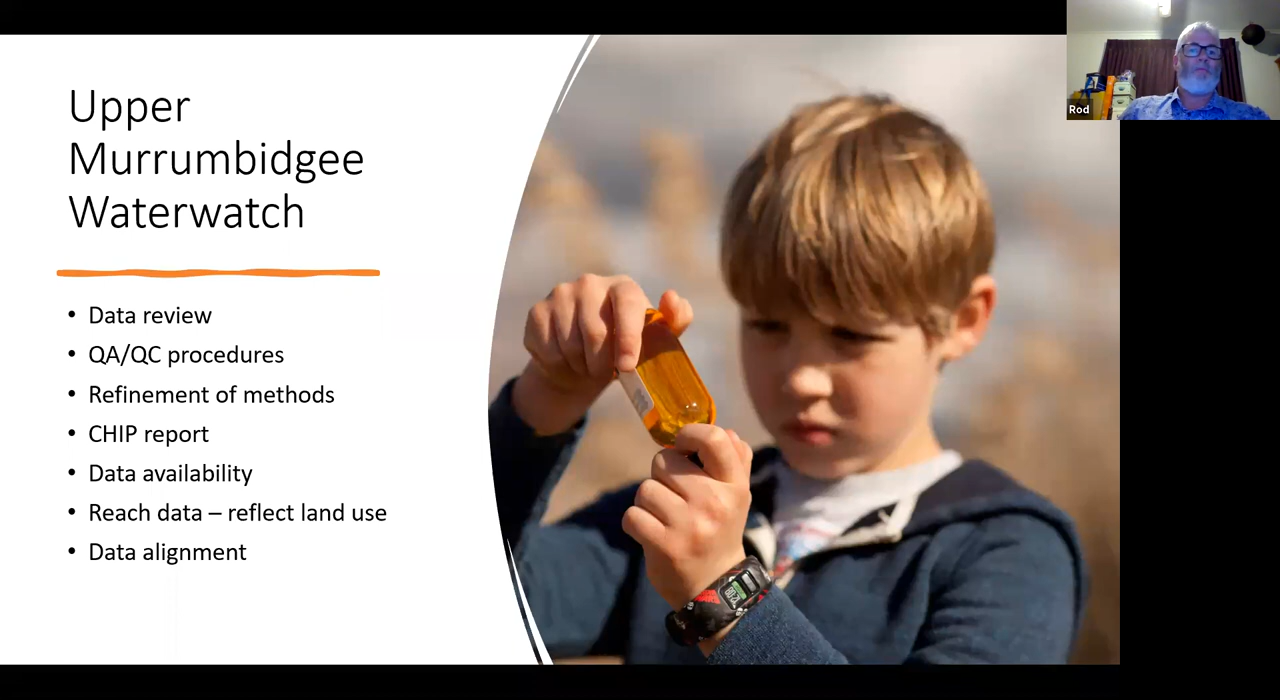 Upper
Murrumbidgee
Waterwatch
• Data review
• QA/QC procedures
• Refinement of methods
• CHIP report
• Data availability
• Reach data – reflect land use
• Data alignment
Rod